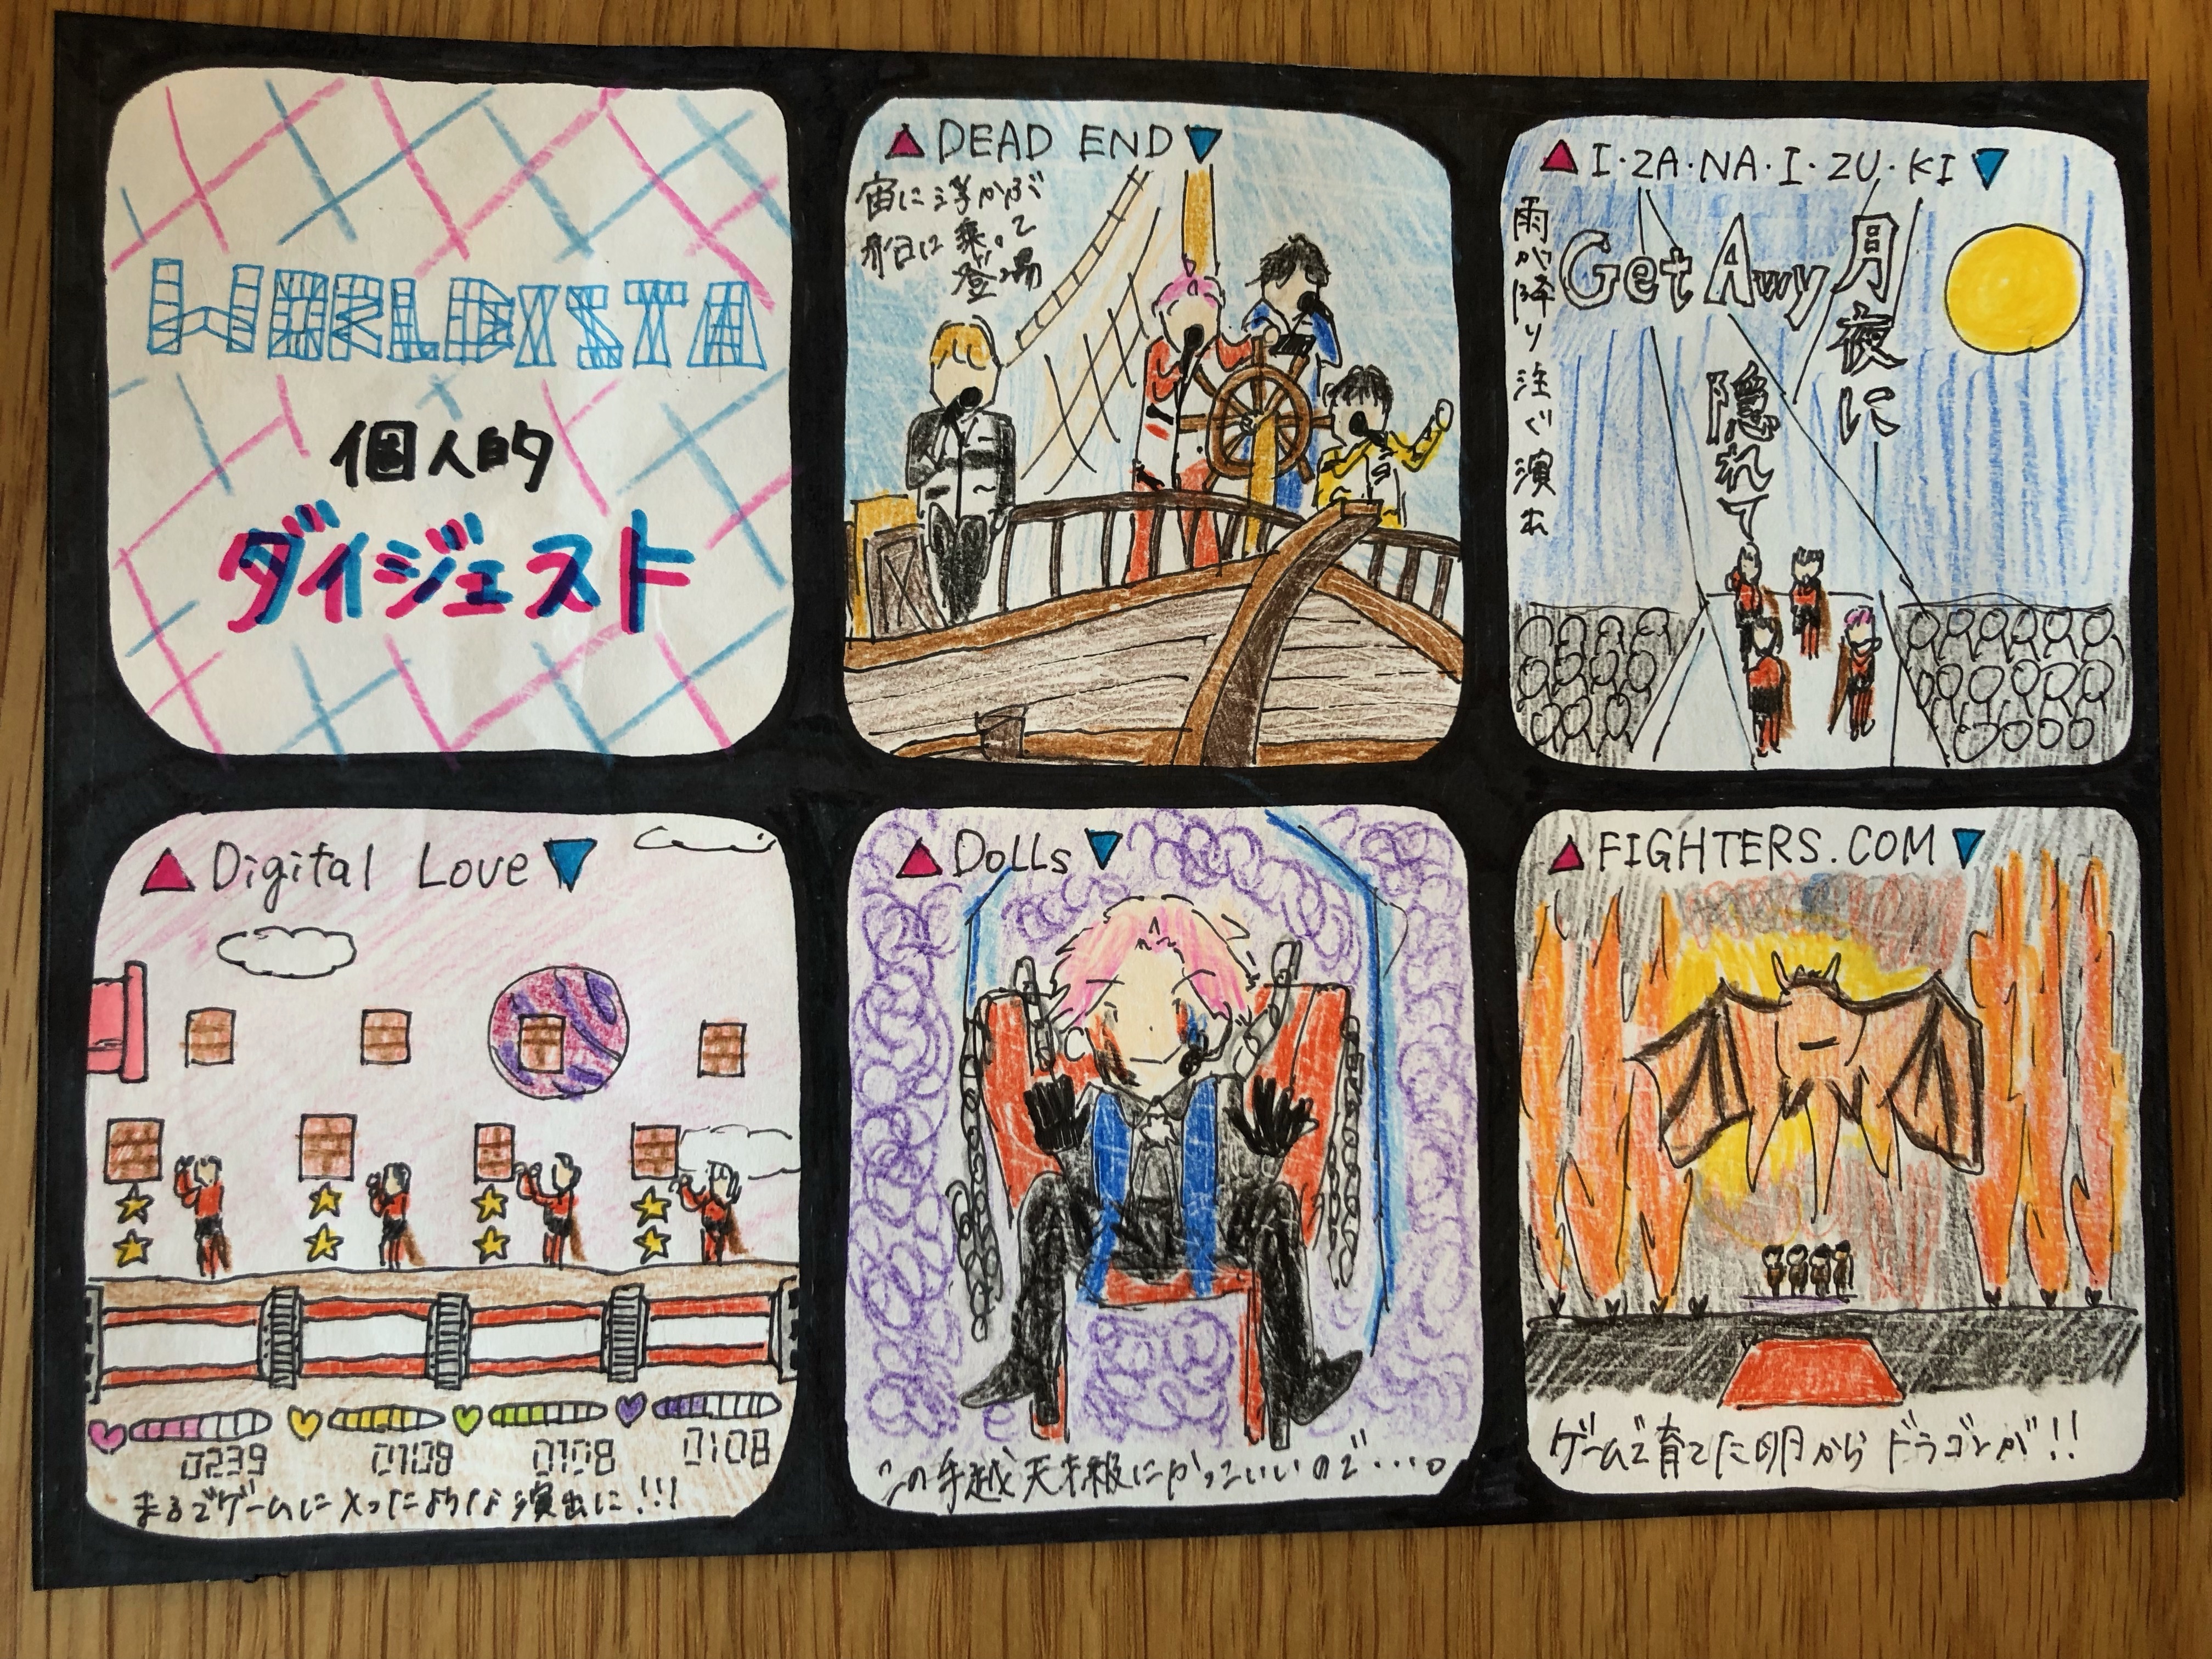 WORLDISTA
個人的
ダイジェスト
▲DEAD END▼
宙に浮かぶ
船に乗って
登場
▲I・ZA・NA・I・ZU・KI▼
雨が降り注ぐ演出
Get Awy
月夜に
隠れて
▲Digital Love▼
0239
0108
0108
0108
まるでゲームに入ったような演出に!!!
▲DOLLs▼
この手越天才級にかっこいいので・・・。
▲FIGHTERS.COM▼
ゲームで育てた卵からドラゴンが!!